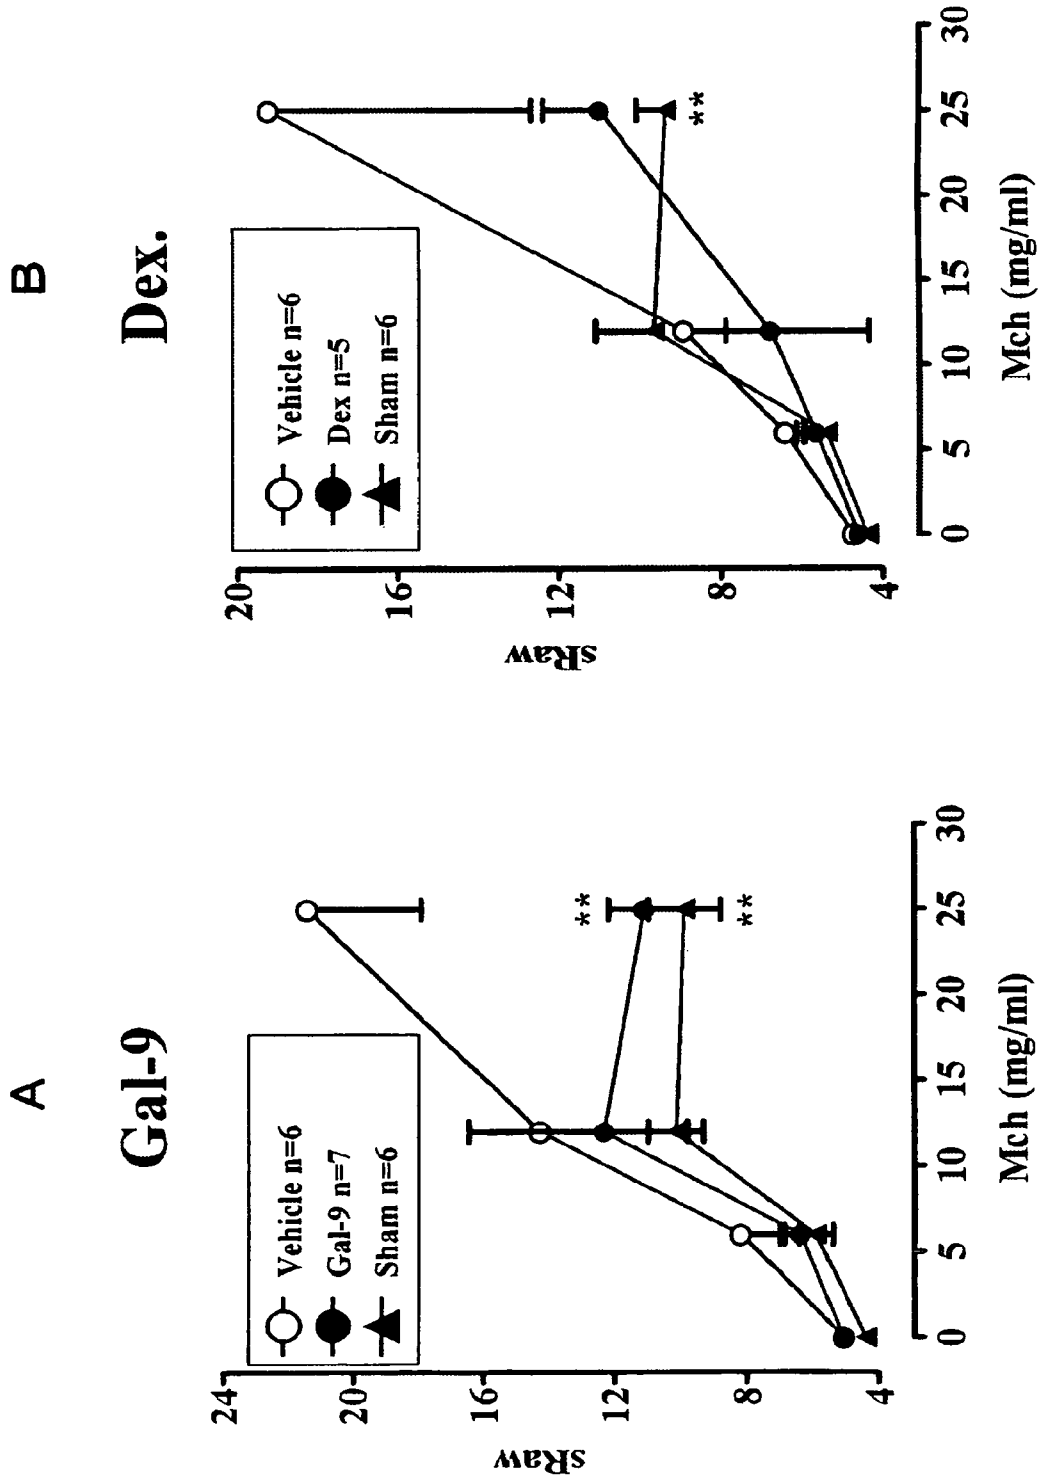 A
Gal-9
Vehicle n=6
Gal-9 n=7
Sham n=6
24
20
16
12
8
4
sRaw
**
**
0
5
10
15
20
25
30
Mch (mg/ml)
B
Dex.
Vehicle n=6
Dex n=5
Sham n=6
20
16
12
8
4
sRaw
**
0
5
10
15
20
25
30
Mch (mg/ml)